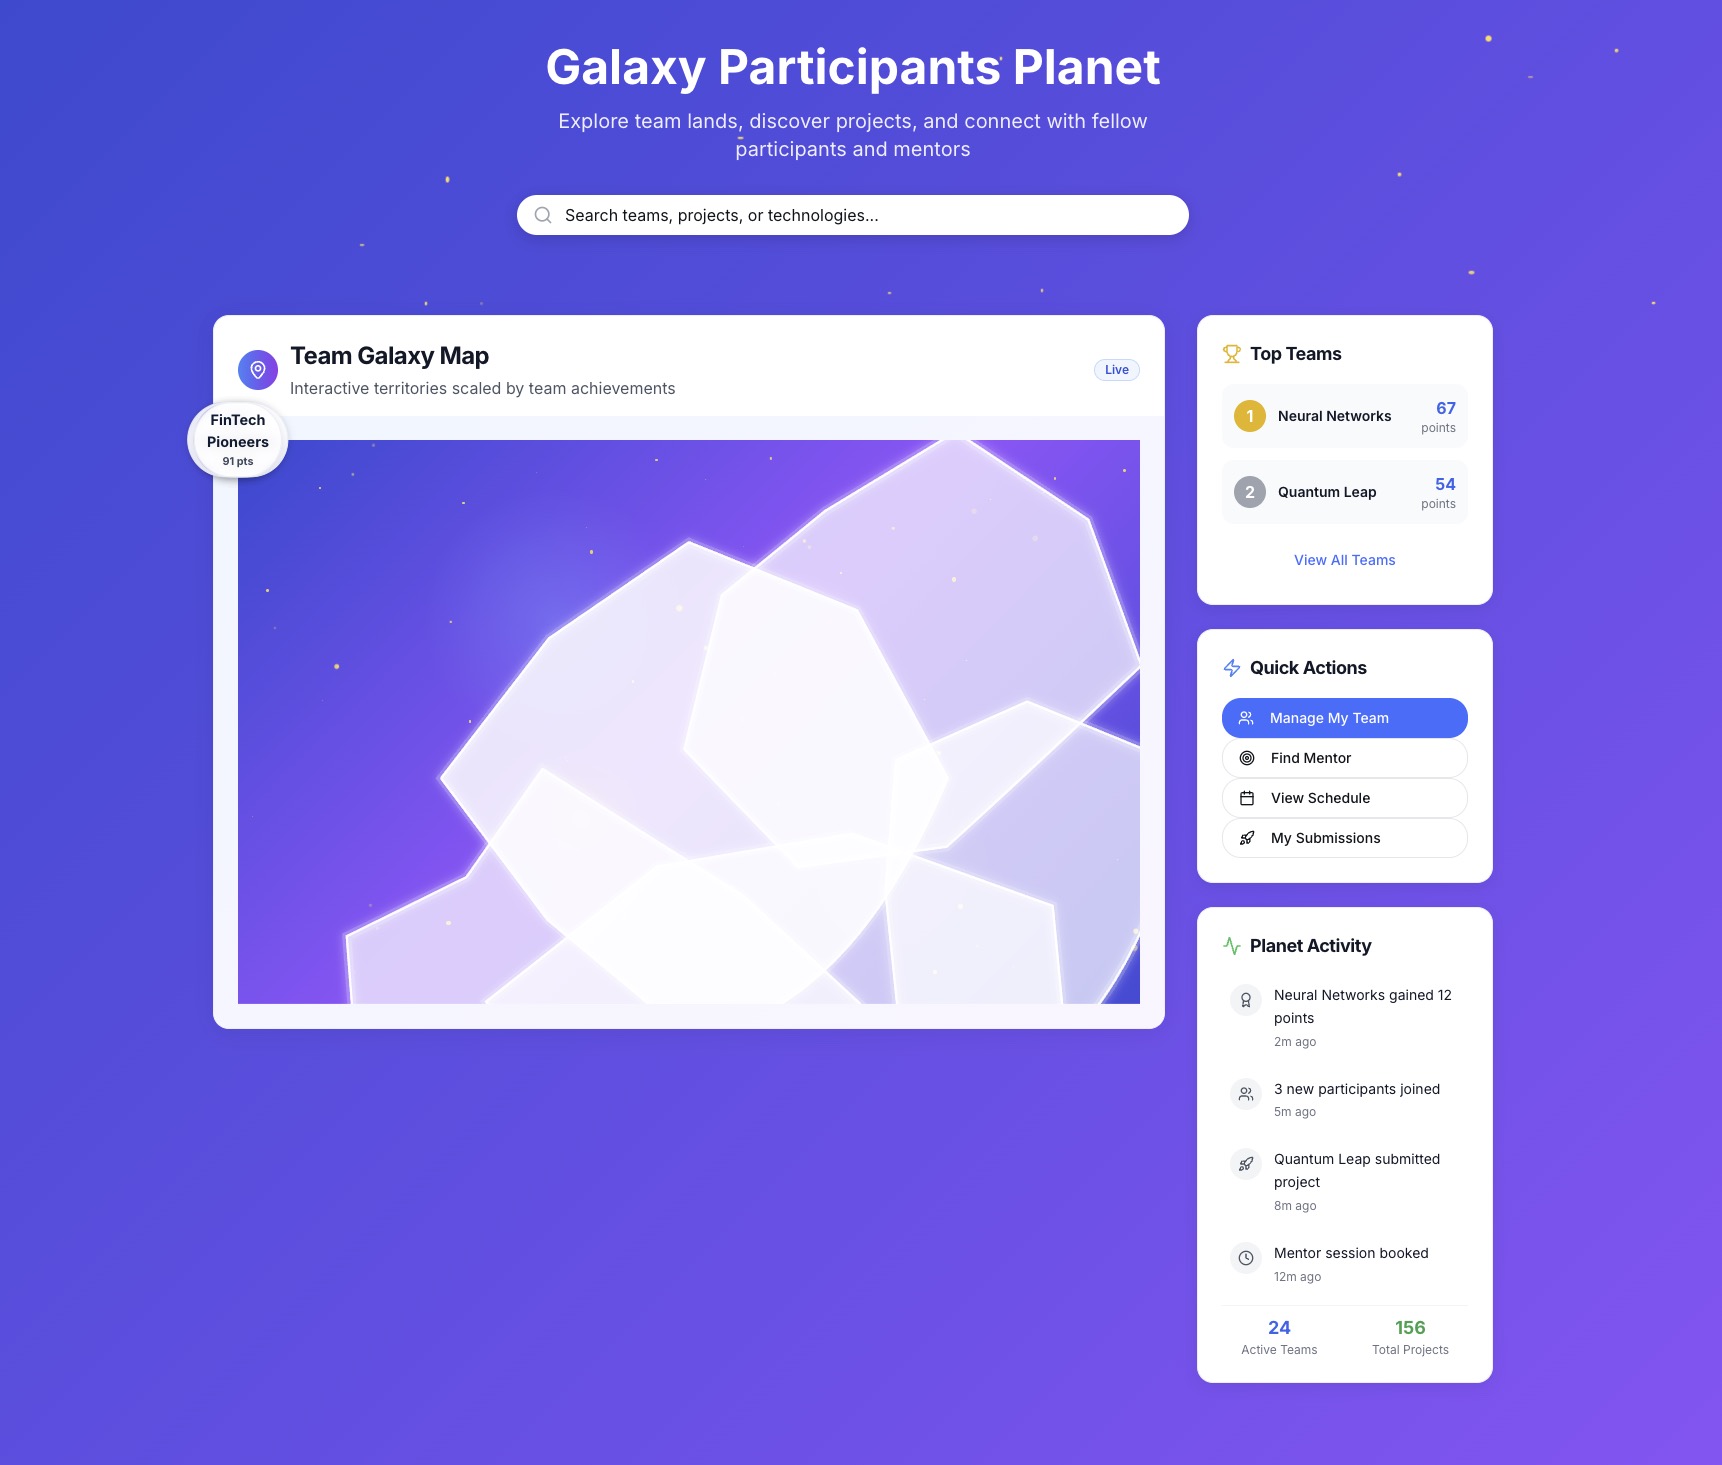 Galaxy Participants Planet
Explore team lands, discover projects, and connect with fellow
participants and mentors
Search teams, projects, or technologies...
Team Galaxy Map
Interactive territories scaled by team achievements
Live
FinTech
Pioneers
91 pts
Top Teams
1
Neural Networks
67
points
2
Quantum Leap
54
points
View All Teams
Quick Actions
Manage My Team
Find Mentor
View Schedule
My Submissions
Planet Activity
Neural Networks gained 12
points
2m ago
3 new participants joined
5m ago
Quantum Leap submitted
project
8m ago
Mentor session booked
12m ago
24
Active Teams
156
Total Projects